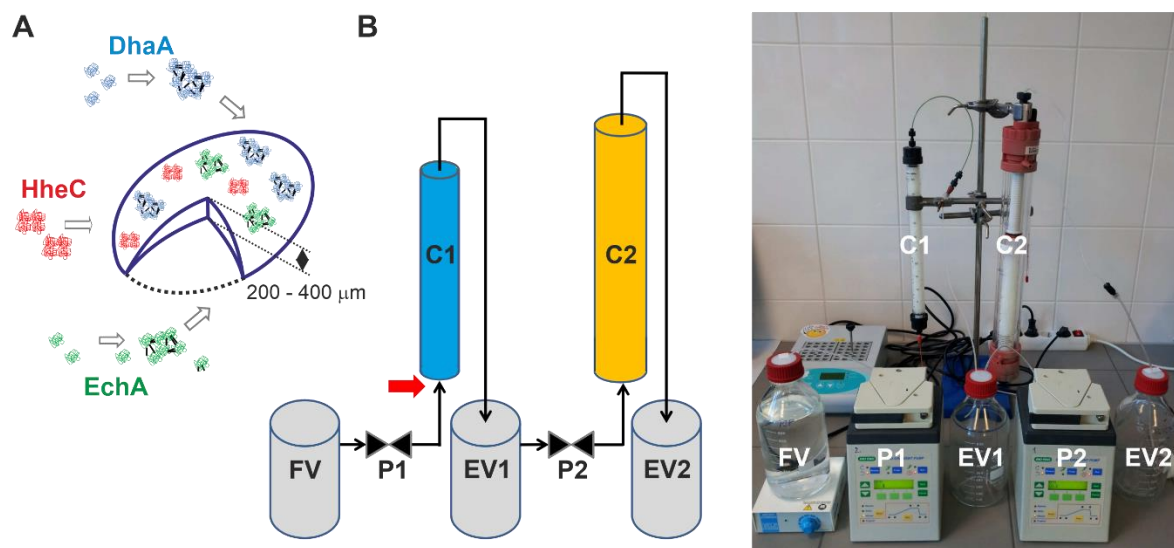 A
DhaA
HheC
EchA
200 - 400 μm
B
C1
C2
FV
P1
EV1
P2
EV2
C1
C2
FV
P1
EV1
P2
EV2